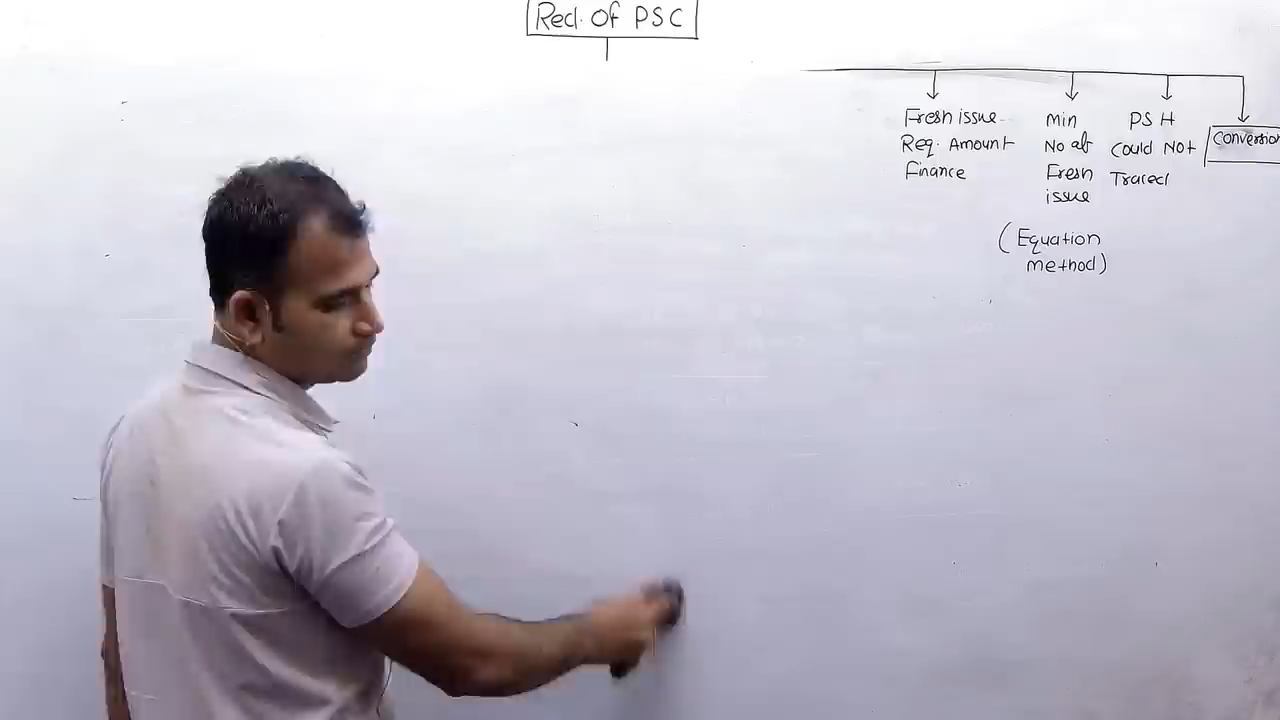 Red. Of PSC
Fresh issue
Req. Amount
Finance
Min
No of
Fresh
issue
(Equation
method)
PSH
Could Not
Traced
Conversion